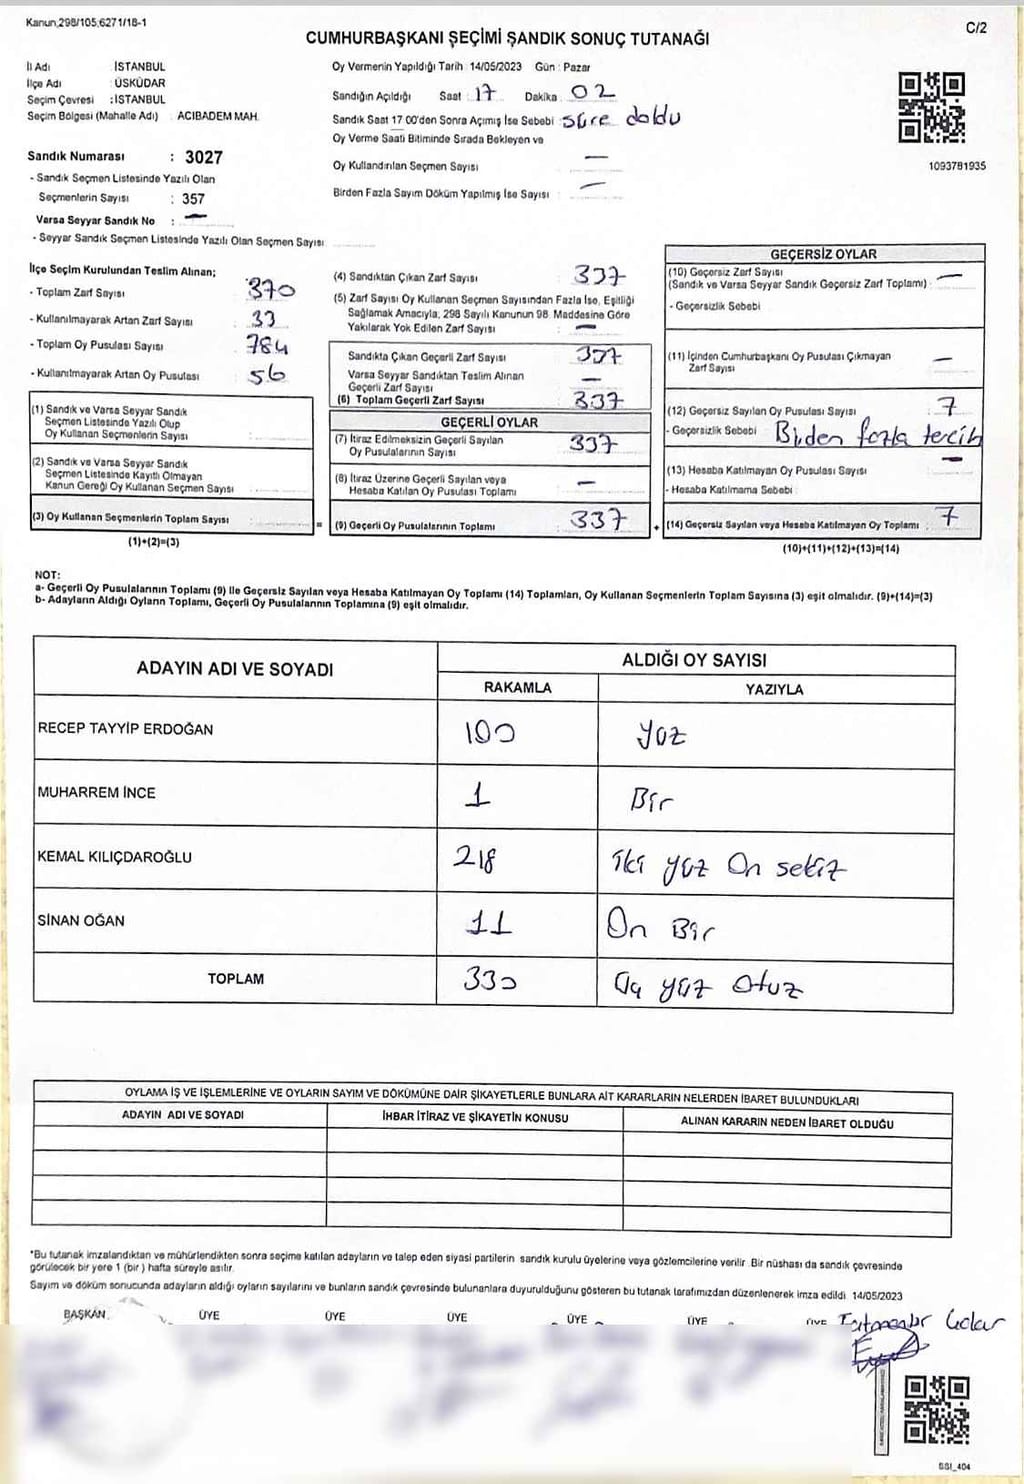 Kanun,298/105,6271/18-1
C/2
CUMHURBAŞKANI ŞEÇİMİ ŞANDIK SONUÇ TUTANAĞI
İl Adı : İSTANBUL
İlçe Adı : ÜSKÜDAR
Seçim Çevresi : İSTANBUL
Seçim Bölgesi (Mahalle Adı) : ACIBADEM MAH.
Oy Vermenin Yapıldığı Tarih : 14/05/2023 Gün : Pazar
Sandığın Açıldığı Saat : 17 Dakika : 02
Sandık Saat 17 00'den Sonra Açımış İse Sebebi : süre doldu
Oy Verme Saati Bitiminde Sırada Bekleyen ve
Oy Kullandırılan Seçmen Sayısı : —
Birden Fazla Sayım Döküm Yapılmış İse Sayısı : —
1093781935
Sandık Numarası : 3027
- Sandık Seçmen Listesinde Yazılı Olan
Seçmenlerin Sayısı : 357
Varsa Seyyar Sandık No : —
- Seyyar Sandık Seçmen Listesinde Yazılı Olan Seçmen Sayısı
İlçe Seçim Kurulundan Teslim Alınan;
- Toplam Zarf Sayısı : 370
- Kullanılmayarak Artan Zarf Sayısı : 33
- Toplam Oy Pusulası Sayısı : 784
- Kullanılmayarak Artan Oy Pusulası : 56
(1) Sandık ve Varsa Seyyar Sandık
Seçmen Listesinde Yazılı Olup
Oy Kullanan Seçmenlerin Sayısı
(2) Sandık ve Varsa Seyyar Sandık
Seçmen Listesinde Kayıtlı Olmayan
Kanun Gereği Oy Kullanan Seçmen Sayısı
(3) Oy Kullanan Seçmenlerin Toplam Sayısı
(1)+(2)=(3)
(4) Sandıktan Çıkan Zarf Sayısı : 337
(5) Zarf Sayısı Oy Kullanan Seçmen Sayısından Fazla İse, Eşitliği
Sağlamak Amacıyla, 298 Sayılı Kanunun 98. Maddesine Göre
Yakılarak Yok Edilen Zarf Sayısı : —
Sandıkta Çıkan Geçerli Zarf Sayısı : 337
Varsa Seyyar Sandıktan Teslim Alınan
Geçerli Zarf Sayısı : —
(6) Toplam Geçerli Zarf Sayısı : 337
GEÇERLİ OYLAR
(7) İtiraz Edilmeksizin Geçerli Sayılan
Oy Pusulalarının Sayısı : 337
(8) İtiraz Üzerine Geçerli Sayılan veya
Hesaba Katılan Oy Pusulası Toplamı : —
= (9) Geçerli Oy Pusulalarının Toplamı : 337
GEÇERSİZ OYLAR
(10) Geçersiz Zarf Sayısı
(Sandık ve Varsa Seyyar Sandık Geçersiz Zarf Toplamı) : —
- Geçersizlik Sebebi
(11) İçinden Cumhurbaşkanı Oy Pusulası Çıkmayan
Zarf Sayısı : —
(12) Geçersiz Sayılan Oy Pusulası Sayısı : 7
- Geçersizlik Sebebi : Birden fazla tercih
(13) Hesaba Katılmayan Oy Pusulası Sayısı : —
- Hesaba Katılmama Sebebi :
+ (14) Geçersiz Sayılan veya Hesaba Katılmayan Oy Toplamı : 7
(10)+(11)+(12)+(13)=(14)
NOT:
a- Geçerli Oy Pusulalarının Toplamı (9) ile Geçersiz Sayılan veya Hesaba Katılmayan Oy Toplamı (14) Toplamları, Oy Kullanan Seçmenlerin Toplam Sayısına (3) eşit olmalıdır. (9)+(14)=(3)
b- Adayların Aldığı Oyların Toplamı, Geçerli Oy Pusulalarının Toplamına (9) eşit olmalıdır.
ADAYIN ADI VE SOYADI
ALDIĞI OY SAYISI
RAKAMLA YAZIYLA
RECEP TAYYİP ERDOĞAN 100 yüz
MUHARREM İNCE 1 Bir
KEMAL KILIÇDAROĞLU 218 iki yüz On sekiz
SİNAN OĞAN 11 On Bir
TOPLAM 330 Üç yüz Otuz
OYLAMA İŞ VE İŞLEMLERİNE VE OYLARIN SAYIM VE DÖKÜMÜNE DAİR ŞİKAYETLERLE BUNLARA AİT KARARLARIN NELERDEN İBARET BULUNDUKLARI
ADAYIN ADI VE SOYADI İHBAR İTİRAZ VE ŞİKAYETİN KONUSU ALINAN KARARIN NEDEN İBARET OLDUĞU
*Bu tutanak imzalandıktan ve mühürlendikten sonra seçime katılan adayların ve talep eden siyasi partilerin sandık kurulu üyelerine veya gözlemcilerine verilir. Bir nüshası da sandık çevresinde
görülecek bir yere 1 (bir ) hafta süreyle asılır.
Sayım ve döküm sonucunda adayların aldığı oyların sayılarını ve bunların sandık çevresinde bulunanlara duyurulduğunu gösteren bu tutanak tarafımızdan düzenlenerek imza edildi. 14/05/2023
BAŞKAN ÜYE ÜYE ÜYE ÜYE ÜYE ÜYE
SSI_404